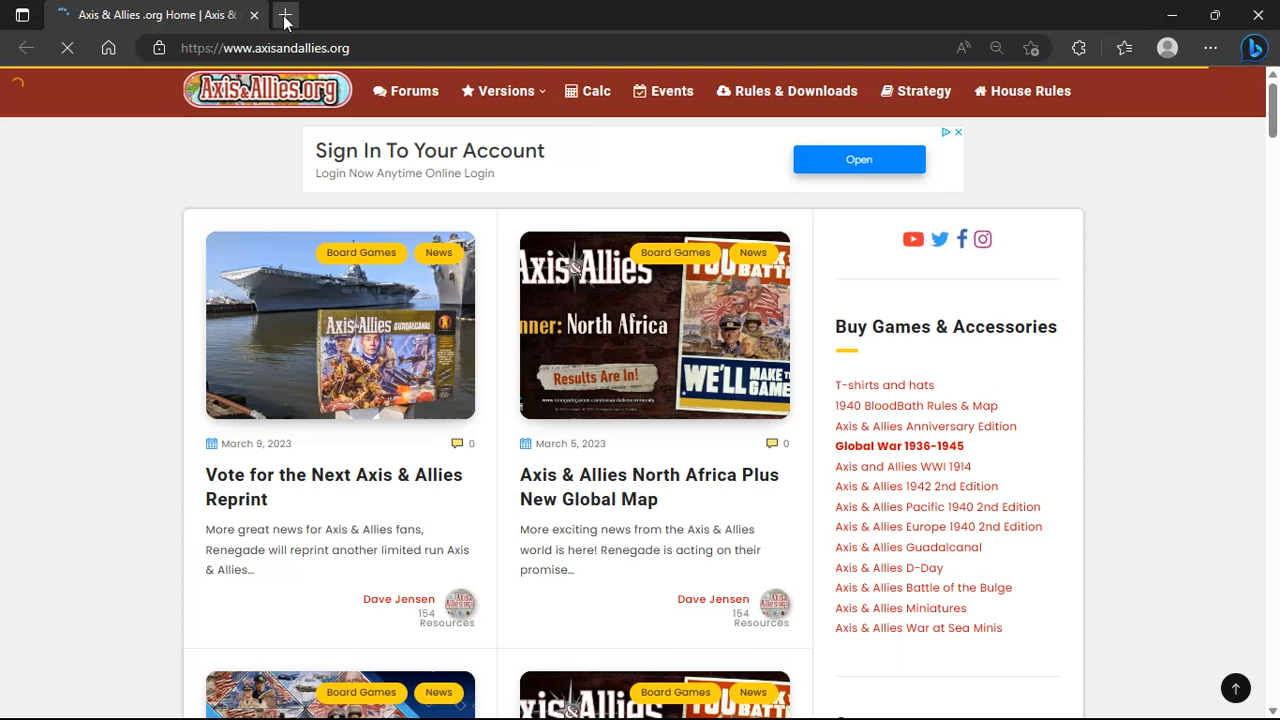 Axis & Allies .org Home | Axis &
https://www.axisandallies.org
Axis&Allies.org
Forums
Versions
Calc
Events
Rules & Downloads
Strategy
House Rules
Sign In To Your Account
Login Now Anytime Online Login
Open
Board Games
News
Axis & Allies
GUADALCANAL
March 9, 2023
0
Vote for the Next Axis & Allies
Reprint
More great news for Axis & Allies fans,
Renegade will reprint another limited run Axis
& Allies...
Dave Jensen
154
Resources
Board Games
News
Axis & Allies
nner: North Africa
Results Are In!
WE'LL MAKE
GAME
March 5, 2023
0
Axis & Allies North Africa Plus
New Global Map
More exciting news from the Axis & Allies
world is here! Renegade is acting on their
promise...
Dave Jensen
154
Resources
Buy Games & Accessories
T-shirts and hats
1940 BloodBath Rules & Map
Axis & Allies Anniversary Edition
Global War 1936-1945
Axis and Allies WWI 1914
Axis & Allies 1942 2nd Edition
Axis & Allies Pacific 1940 2nd Edition
Axis & Allies Europe 1940 2nd Edition
Axis & Allies Guadalcanal
Axis & Allies D-Day
Axis & Allies Battle of the Bulge
Axis & Allies Miniatures
Axis & Allies War at Sea Minis
Board Games
News
Board Games
News